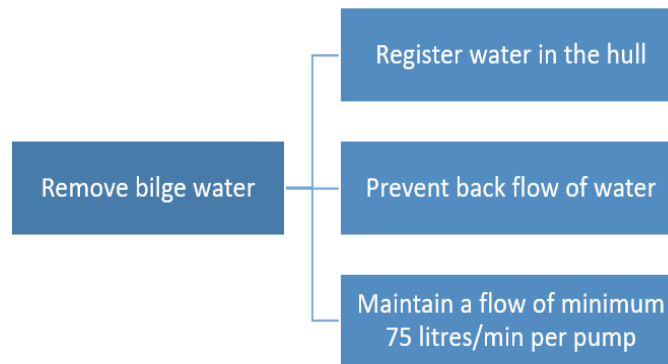 Remove bilge water
Register water in the hull
Prevent back flow of water
Maintain a flow of minimum
75 litres/min per pump